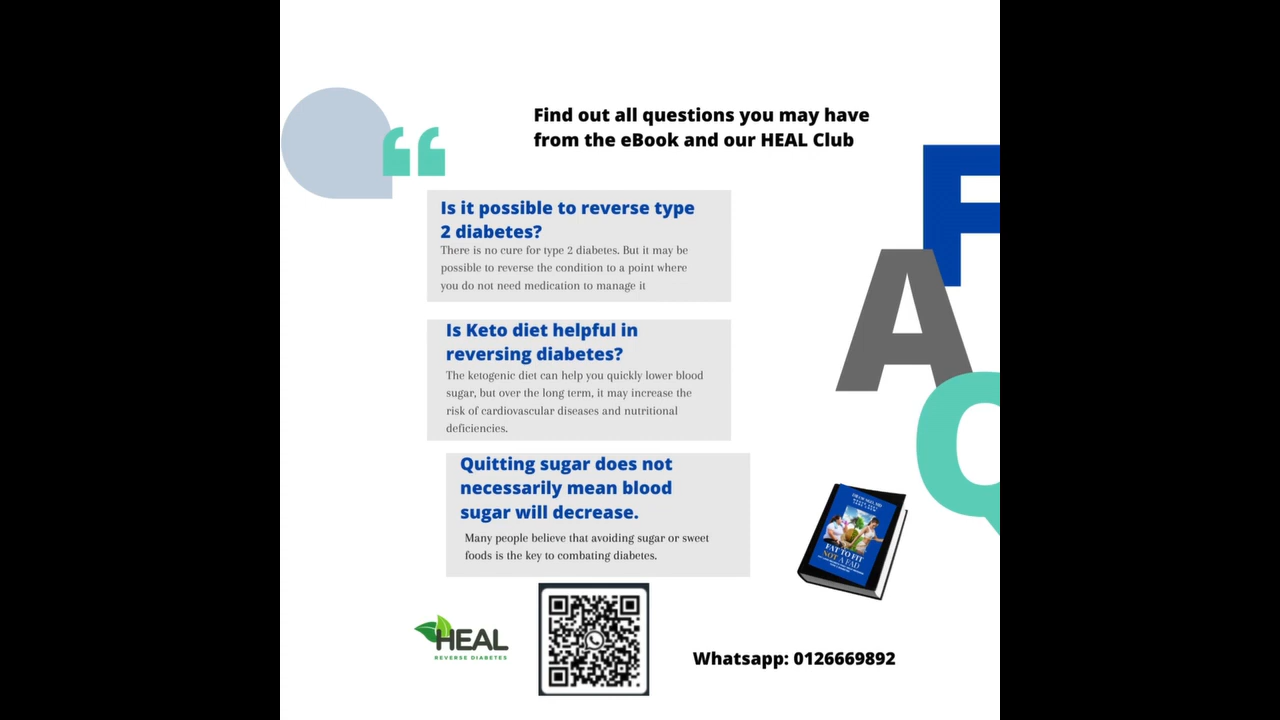 Find out all questions you may have
from the eBook and our HEAL Club
Is it possible to reverse type
2 diabetes?
There is no cure for type 2 diabetes. But it may be
possible to reverse the condition to a point where
you do not need medication to manage it
Is Keto diet helpful in
reversing diabetes?
The ketogenic diet can help you quickly lower blood
sugar, but over the long term, it may increase the
risk of cardiovascular diseases and nutritional
deficiencies.
Quitting sugar does not
necessarily mean blood
sugar will decrease.
Many people believe that avoiding sugar or sweet
foods is the key to combating diabetes.
F
A
Q
FAT TO FIT
NOT A FAD
HEAL
REVERSE DIABETES
Whatsapp: 0126669892